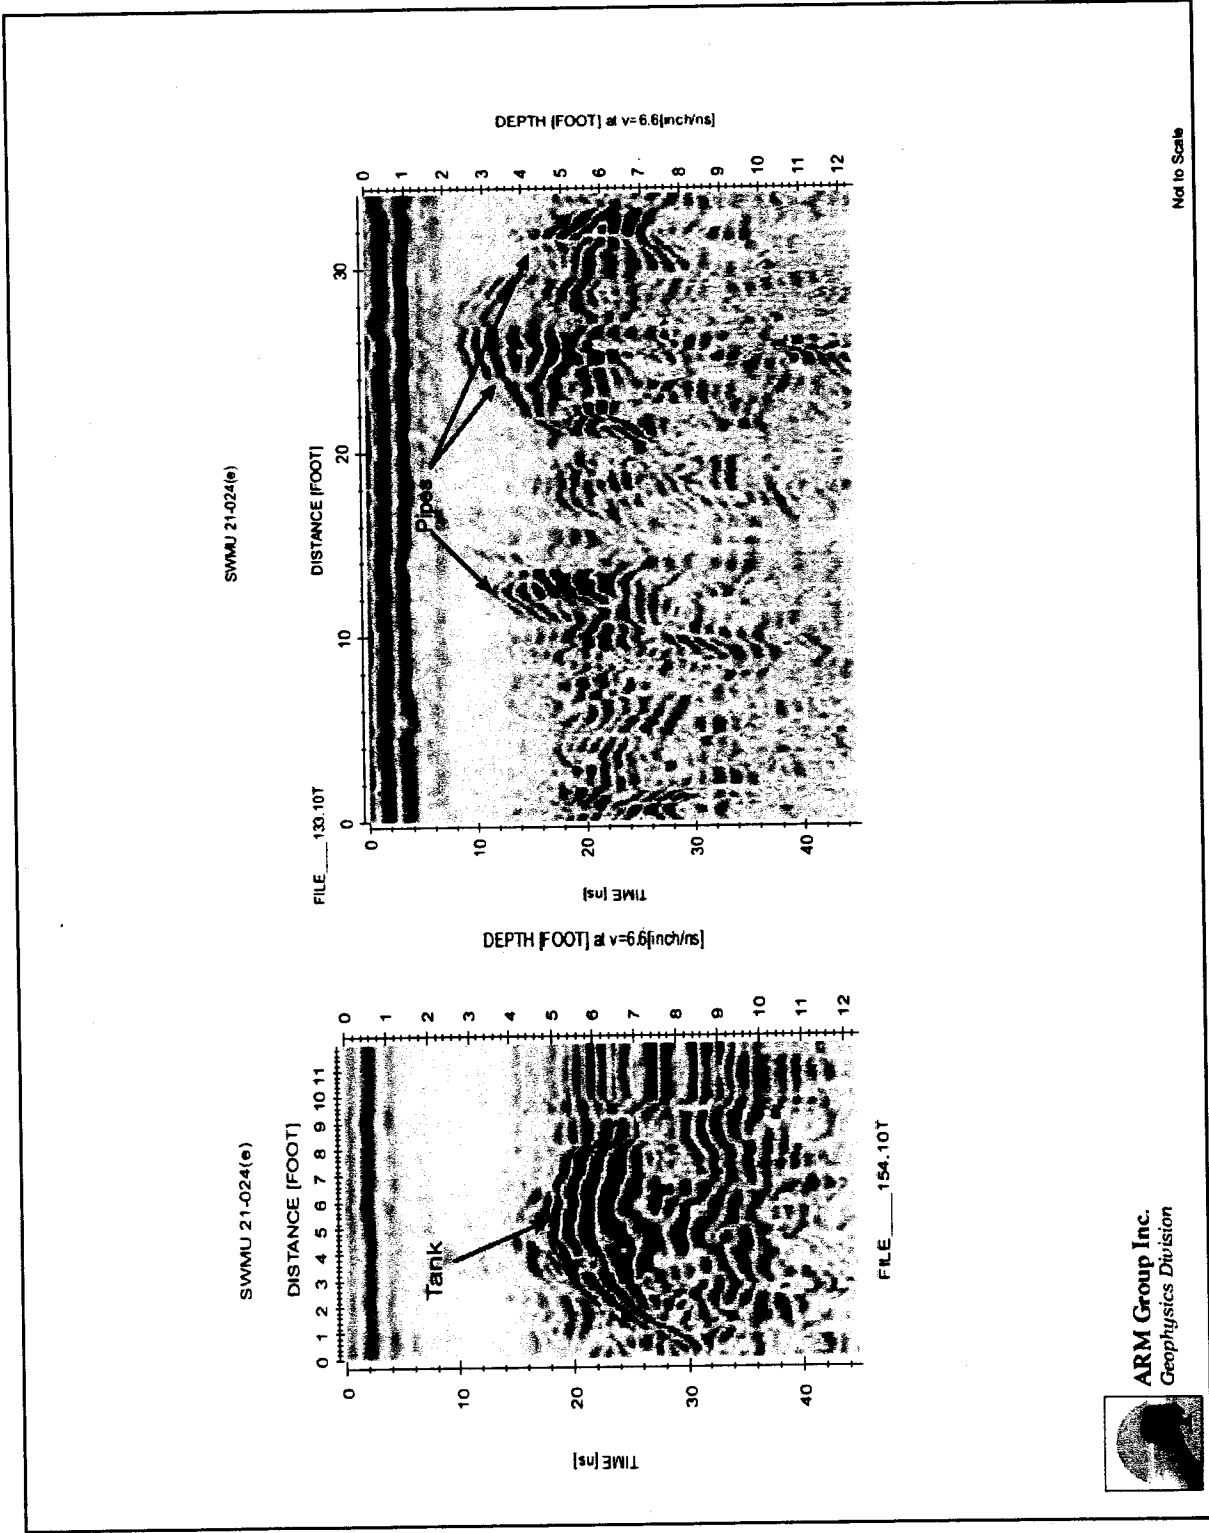 SWMU 21-024(e)
DISTANCE [FOOT]
0 1 2 3 4 5 6 7 8 9 10 11
TIME [ns]
0
10
20
30
40
DEPTH [FOOT] at v=6.6[inch/ns]
0
1
2
3
4
5
6
7
8
9
10
11
12
Tank
FILE____154.10T
SWMU 21-024(e)
FILE____133.10T
DISTANCE [FOOT]
0 10 20 30
TIME [ns]
0
10
20
30
40
DEPTH [FOOT] at v=6.6[inch/ns]
0
1
2
3
4
5
6
7
8
9
10
11
12
Pipes
ARM Group Inc.
Geophysics Division
Not to Scale